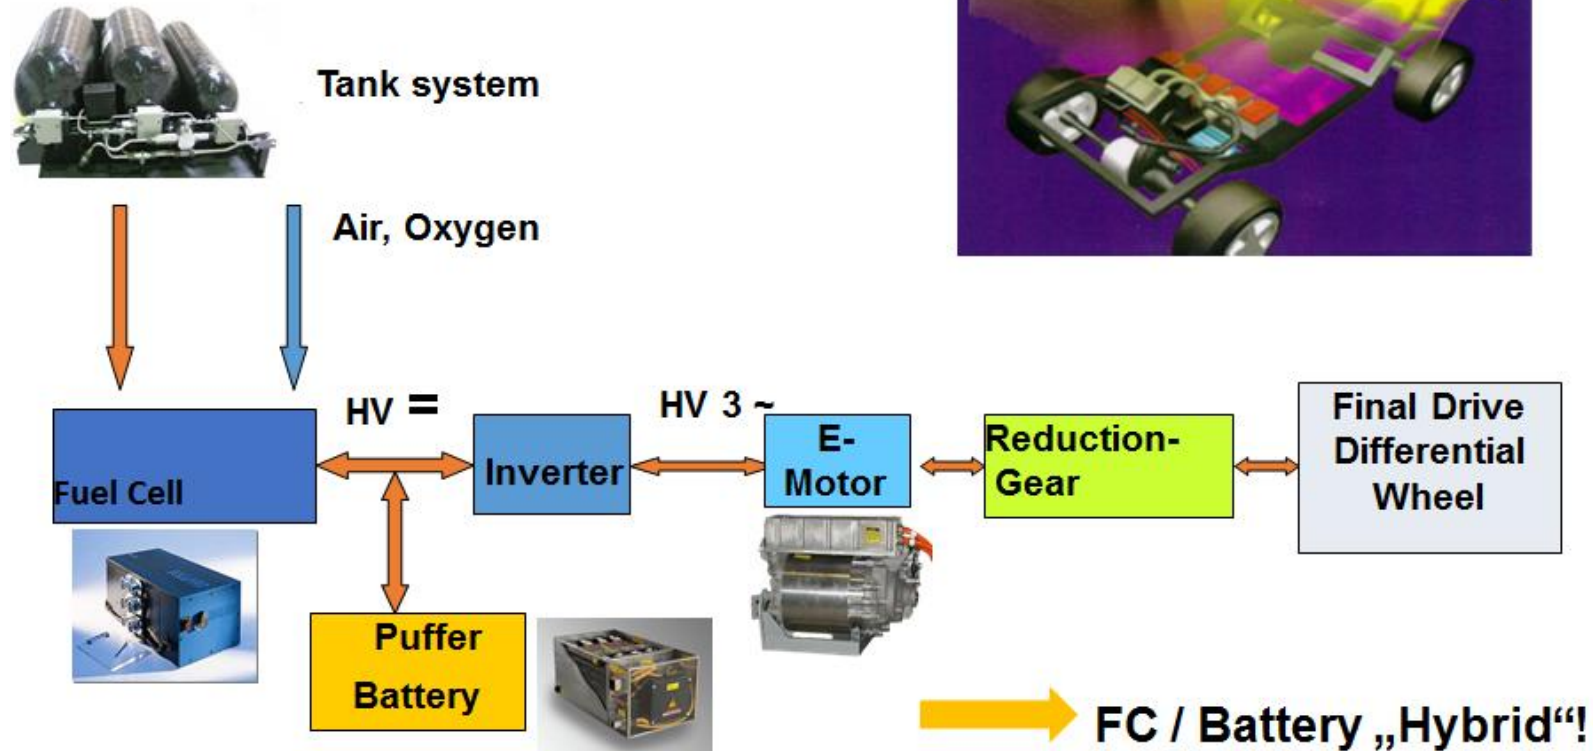 Tank system
Air, Oxygen
HV =
HV 3 ~
Fuel Cell
Inverter
E-
Motor
Reduction-
Gear
Final Drive
Differential
Wheel
Puffer
Battery
FC / Battery „Hybrid“!